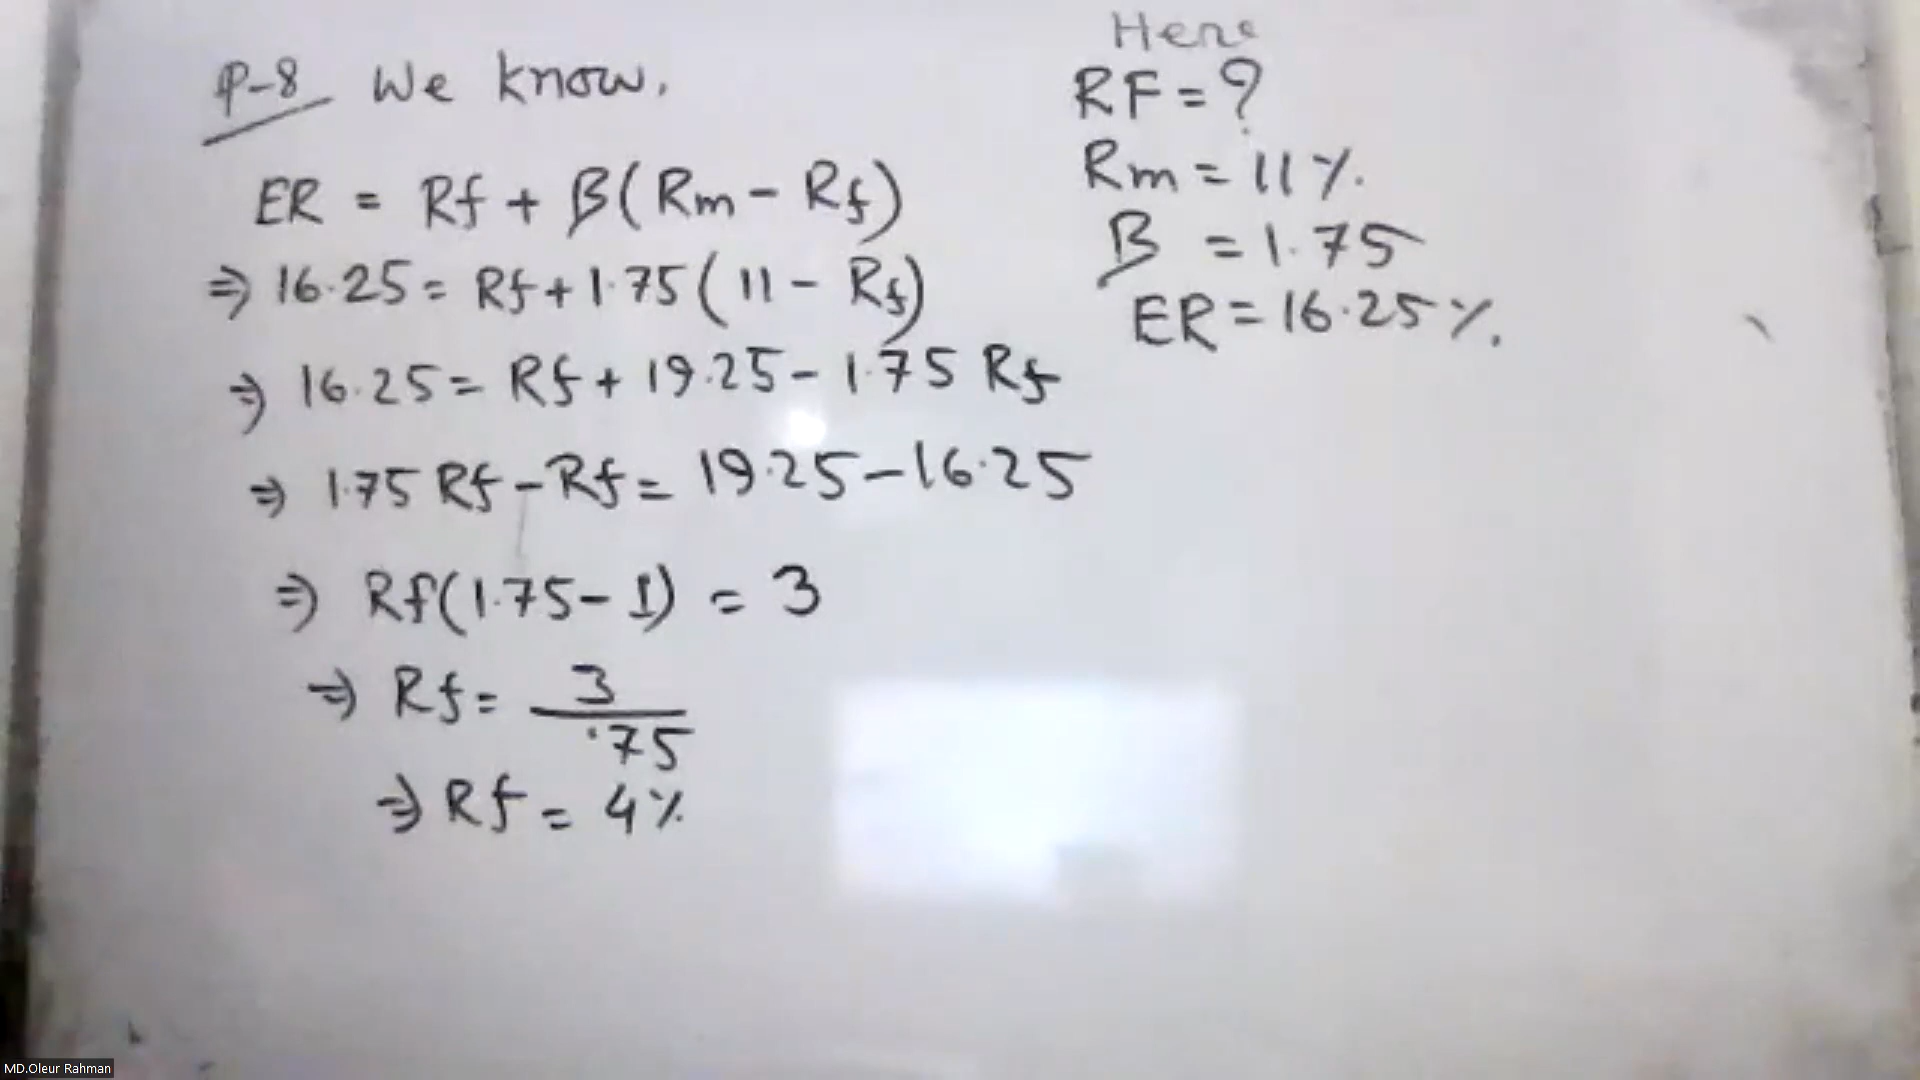 P-8 We know,
ER = Rf + β(Rm - Rf)
⇒ 16.25 = Rf + 1.75 (11 - Rf)
⇒ 16.25 = Rf + 19.25 - 1.75 Rf
⇒ 1.75 Rf - Rf = 19.25 - 16.25
⇒ Rf(1.75 - 1) = 3
⇒ Rf = 3/.75
⇒ Rf = 4%
Here
RF = ?
Rm = 11%.
β = 1.75
ER = 16.25%.
MD.Oleur Rahman